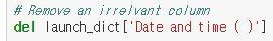 # Remove an irrelvant column
del launch_dict['Date and time ( )']